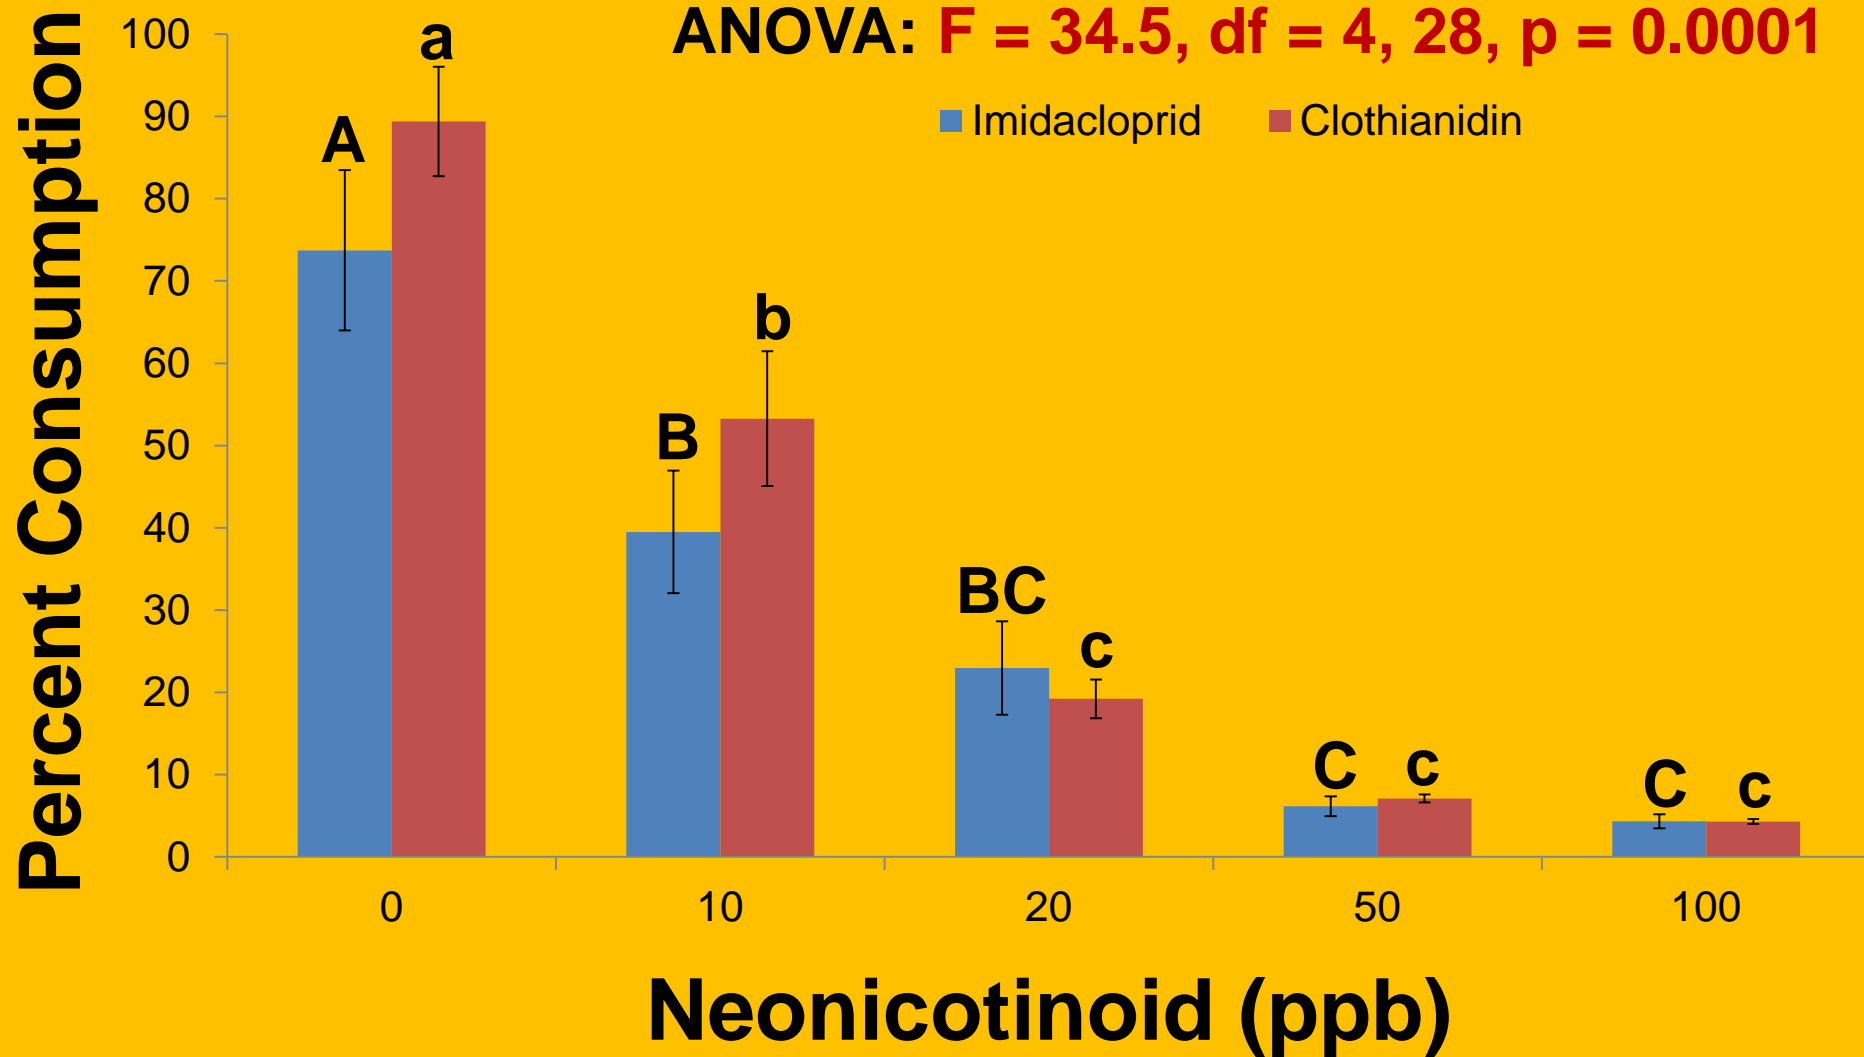 ANOVA: F = 34.5, df = 4, 28, p = 0.0001
Imidacloprid Clothianidin
Percent Consumption
100
90
80
70
60
50
40
30
20
10
0
A a
B b
BC c
C c
C c
0 10 20 50 100
Neonicotinoid (ppb)